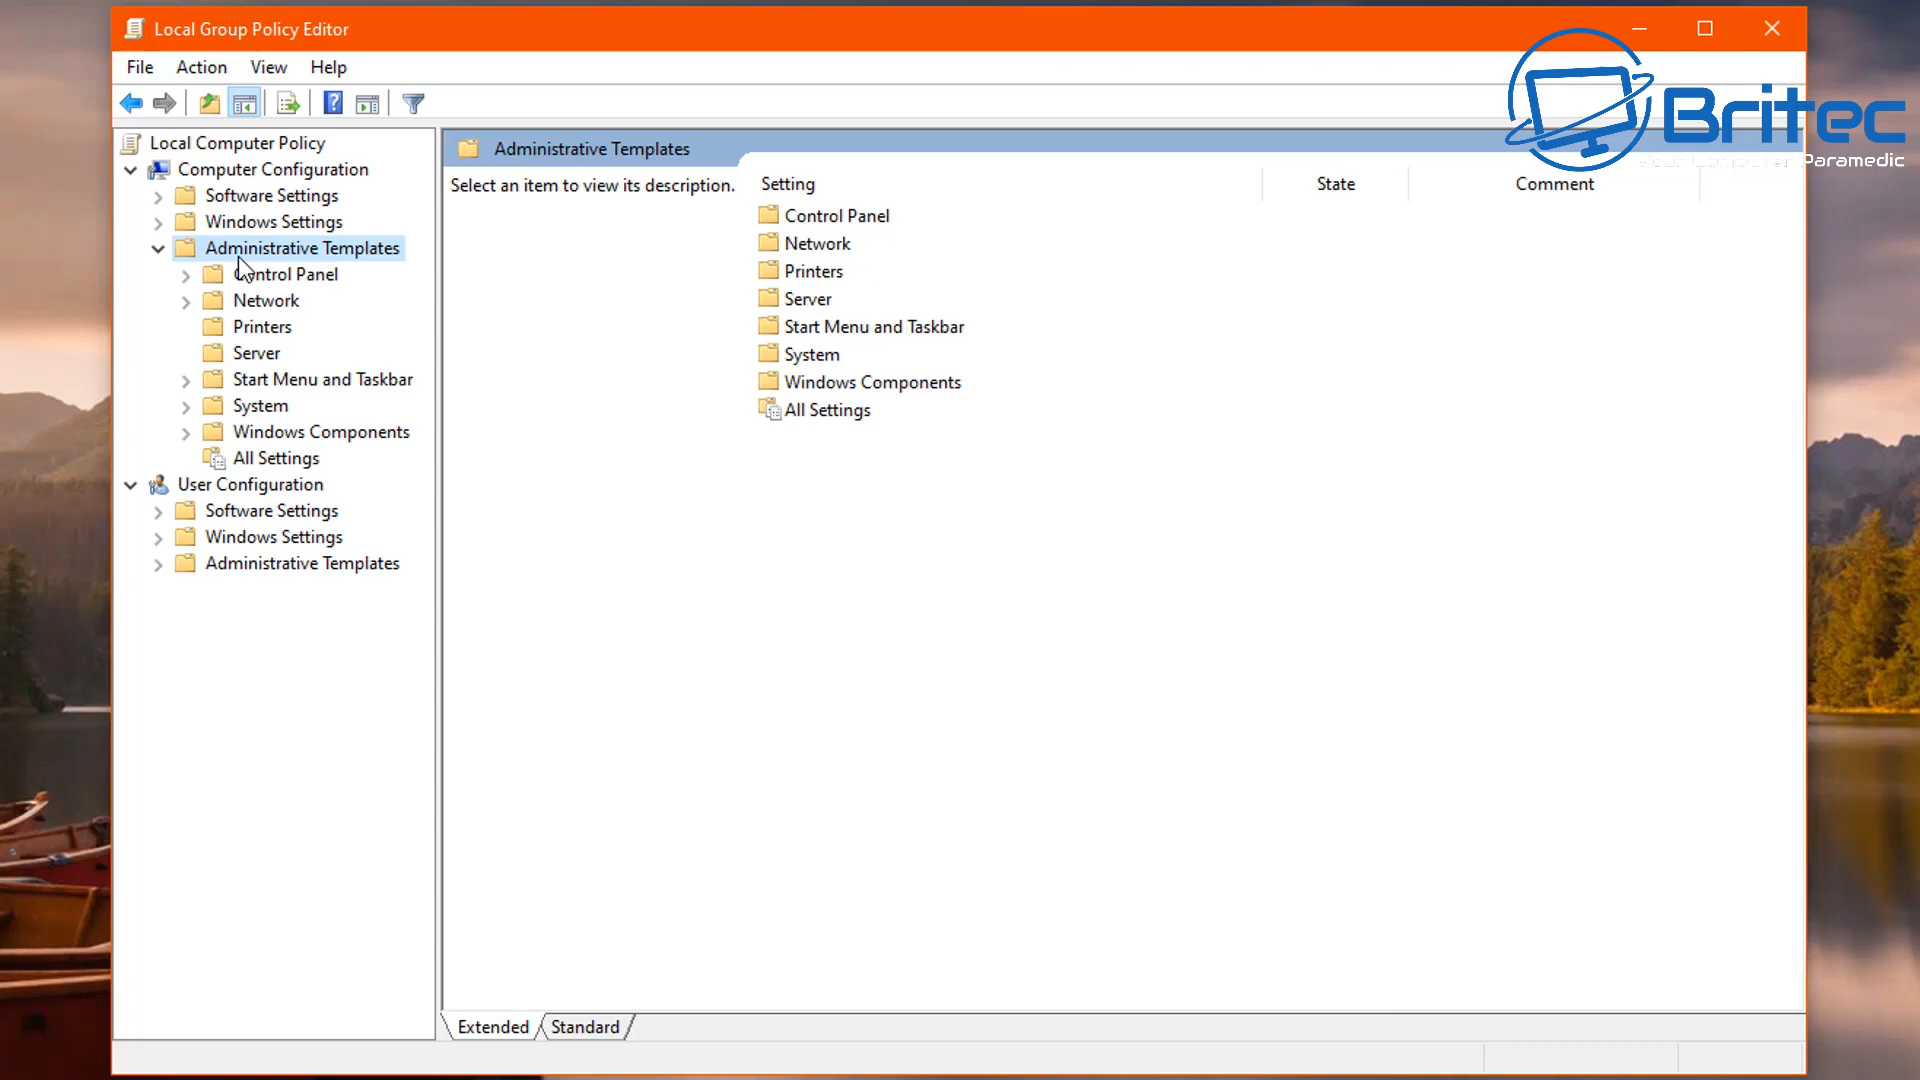 Local Group Policy Editor
File Action View Help
Britec
Your Computer Paramedic
Local Computer Policy
Computer Configuration
Software Settings
Windows Settings
Administrative Templates
Control Panel
Network
Printers
Server
Start Menu and Taskbar
System
Windows Components
All Settings
User Configuration
Software Settings
Windows Settings
Administrative Templates
Administrative Templates
Select an item to view its description.
Setting State Comment
Control Panel
Network
Printers
Server
Start Menu and Taskbar
System
Windows Components
All Settings
Extended Standard